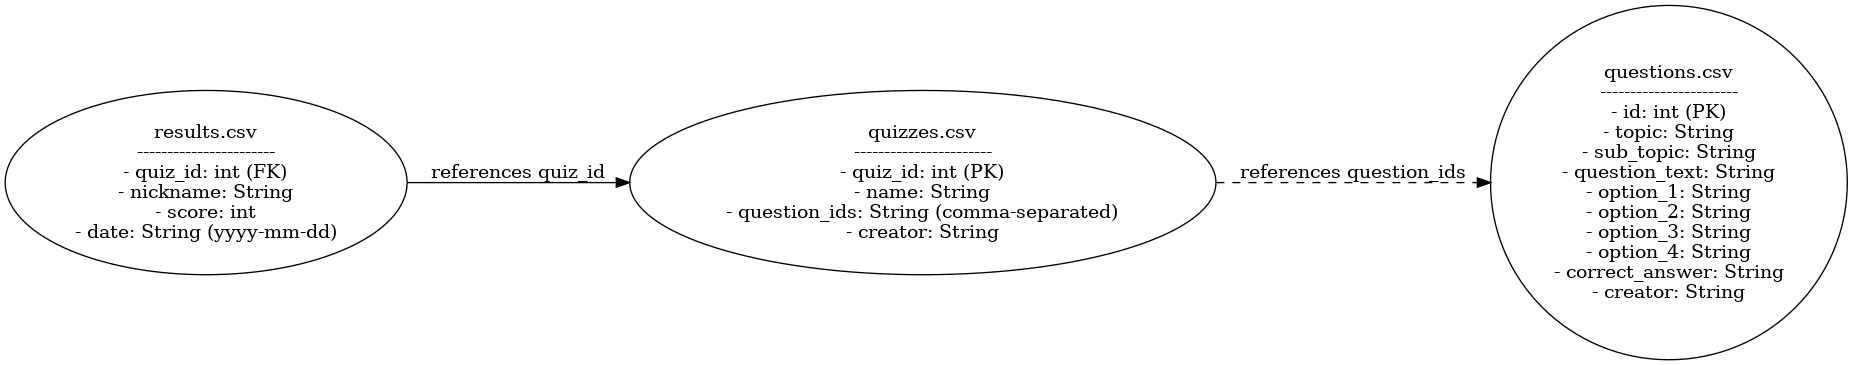 results.csv
-----------------------
- quiz_id: int (FK)
- nickname: String
- score: int
- date: String (yyyy-mm-dd)
references quiz_id
quizzes.csv
-----------------------
- quiz_id: int (PK)
- name: String
- question_ids: String (comma-separated)
- creator: String
references question_ids
questions.csv
-----------------------
- id: int (PK)
- topic: String
- sub_topic: String
- question_text: String
- option_1: String
- option_2: String
- option_3: String
- option_4: String
- correct_answer: String
- creator: String